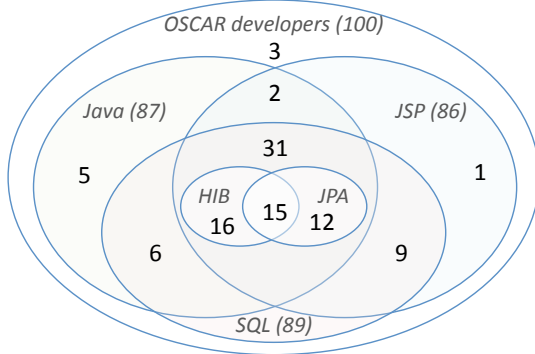 OSCAR developers (100)
3
2
Java (87)
JSP (86)
31
5
1
HIB
JPA
16
15
12
6
9
SQL (89)